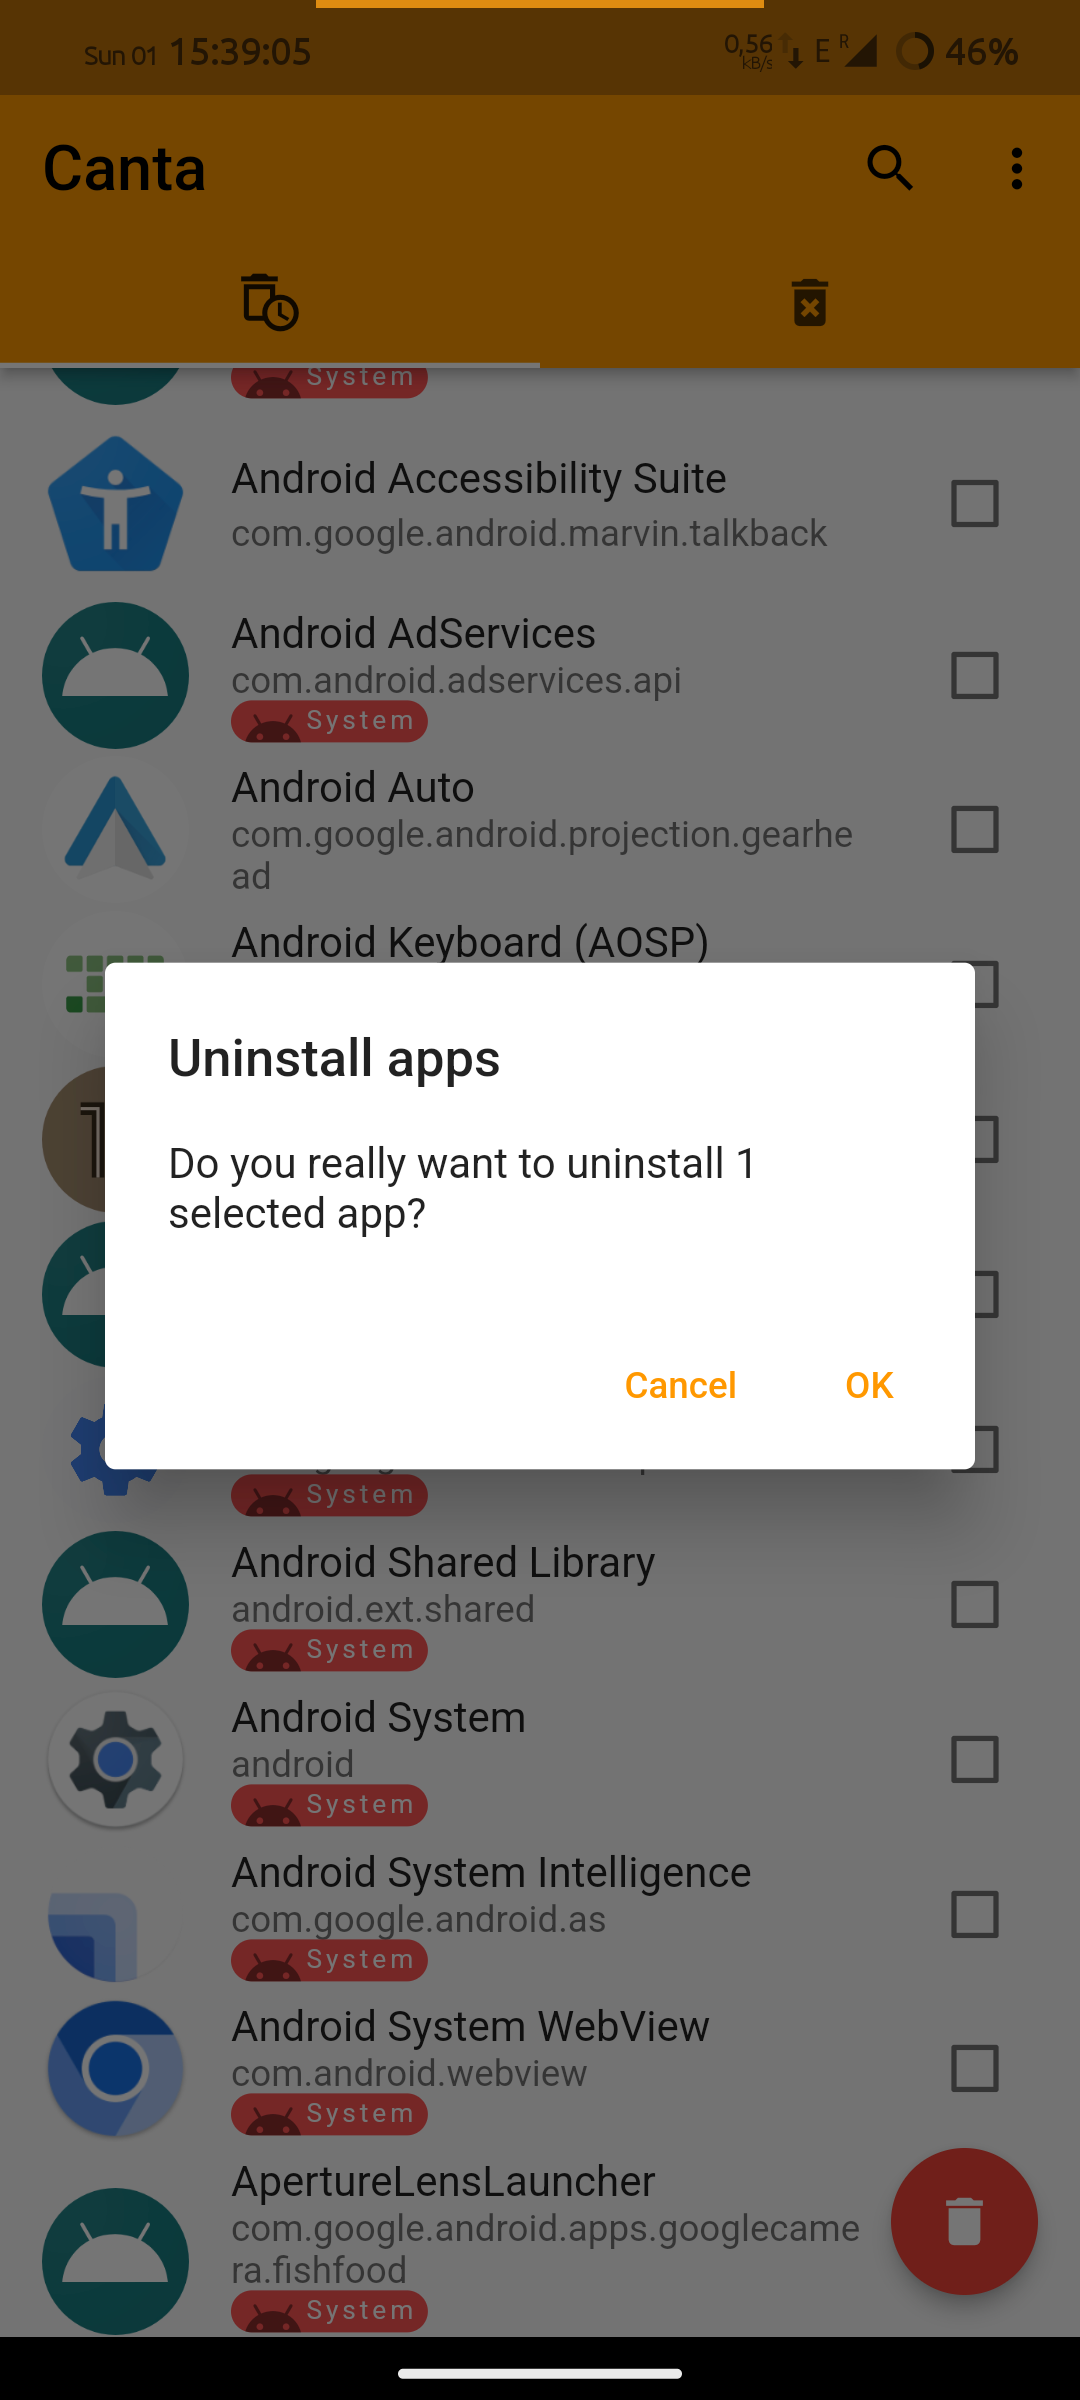 Sun 01 15:39:05 0,56 kB/s E R 46%
Canta
System
Android Accessibility Suite
com.google.android.marvin.talkback
Android AdServices
com.android.adservices.api
System
Android Auto
com.google.android.projection.gearhe
ad
Android Keyboard (AOSP)
Uninstall apps
Do you really want to uninstall 1
selected app?
Cancel OK
System
Android Shared Library
android.ext.shared
System
Android System
android
System
Android System Intelligence
com.google.android.as
System
Android System WebView
com.android.webview
System
ApertureLensLauncher
com.google.android.apps.googlecame
ra.fishfood
System